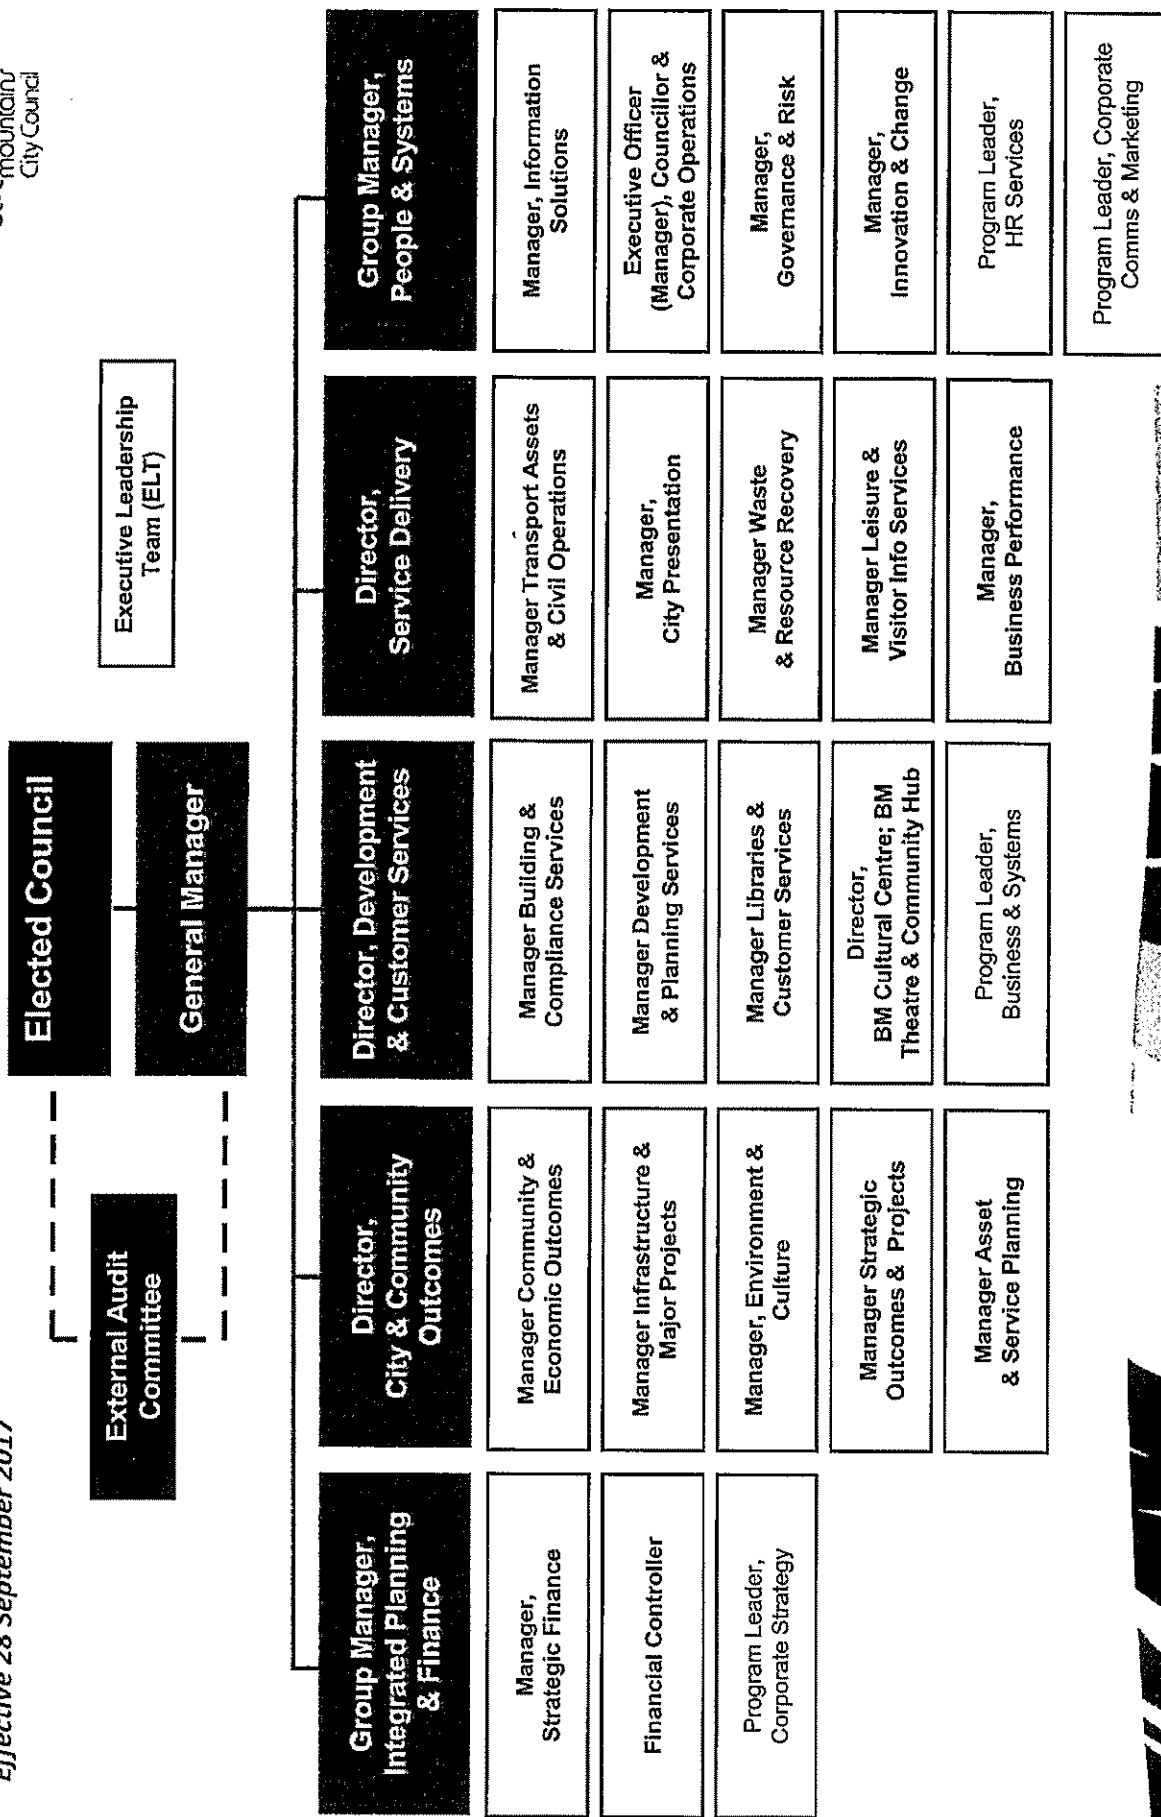 Effective 28 September 2017
mountains
City Council
Elected Council
General Manager
External Audit
Committee
Executive Leadership
Team (ELT)
Group Manager,
Integrated Planning
& Finance
Manager,
Strategic Finance
Financial Controller
Program Leader,
Corporate Strategy
Director,
City & Community
Outcomes
Manager Community &
Economic Outcomes
Manager Infrastructure &
Major Projects
Manager, Environment &
Culture
Manager Strategic
Outcomes & Projects
Manager Asset
& Service Planning
Director, Development
& Customer Services
Manager Building &
Compliance Services
Manager Development
& Planning Services
Manager Libraries &
Customer Services
Director,
BM Cultural Centre; BM
Theatre & Community Hub
Program Leader,
Business & Systems
Director,
Service Delivery
Manager Transport Assets
& Civil Operations
Manager,
City Presentation
Manager Waste
& Resource Recovery
Manager Leisure &
Visitor Info Services
Manager,
Business Performance
Group Manager,
People & Systems
Manager, Information
Solutions
Executive Officer
(Manager), Councillor &
Corporate Operations
Manager,
Governance & Risk
Manager,
Innovation & Change
Program Leader,
HR Services
Program Leader, Corporate
Comms & Marketing